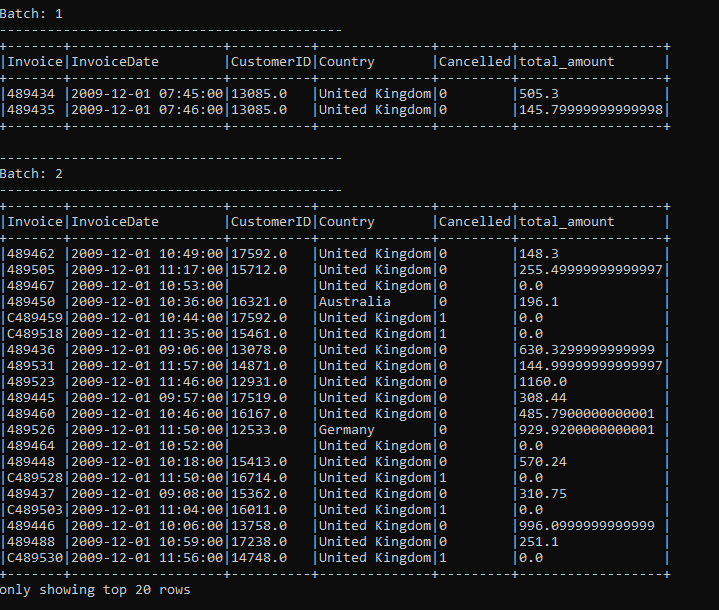 Batch: 1
-------------------------------------------
+-------+-------------------+----------+--------------+---------+------------------+
|Invoice|InvoiceDate        |CustomerID|Country       |Cancelled|total_amount      |
+-------+-------------------+----------+--------------+---------+------------------+
|489434 |2009-12-01 07:45:00|13085.0   |United Kingdom|0        |505.3             |
|489435 |2009-12-01 07:46:00|13085.0   |United Kingdom|0        |145.79999999999998|
+-------+-------------------+----------+--------------+---------+------------------+
-------------------------------------------
Batch: 2
-------------------------------------------
+-------+-------------------+----------+--------------+---------+------------------+
|Invoice|InvoiceDate        |CustomerID|Country       |Cancelled|total_amount      |
+-------+-------------------+----------+--------------+---------+------------------+
|489462 |2009-12-01 10:49:00|17592.0   |United Kingdom|0        |148.3             |
|489505 |2009-12-01 11:17:00|15712.0   |United Kingdom|0        |255.49999999999997|
|489467 |2009-12-01 10:53:00|          |United Kingdom|0        |0.0               |
|489450 |2009-12-01 10:36:00|16321.0   |Australia     |0        |196.1             |
|C489459|2009-12-01 10:44:00|17592.0   |United Kingdom|1        |0.0               |
|C489518|2009-12-01 11:35:00|15461.0   |United Kingdom|1        |0.0               |
|489436 |2009-12-01 09:06:00|13078.0   |United Kingdom|0        |630.3299999999999 |
|489531 |2009-12-01 11:57:00|14871.0   |United Kingdom|0        |144.99999999999997|
|489523 |2009-12-01 11:46:00|12931.0   |United Kingdom|0        |1160.0            |
|489445 |2009-12-01 09:57:00|17519.0   |United Kingdom|0        |308.44            |
|489460 |2009-12-01 10:46:00|16167.0   |United Kingdom|0        |485.7900000000001 |
|489526 |2009-12-01 11:50:00|12533.0   |Germany       |0        |929.9200000000001 |
|489464 |2009-12-01 10:52:00|          |United Kingdom|0        |0.0               |
|489448 |2009-12-01 10:18:00|15413.0   |United Kingdom|0        |570.24            |
|C489528|2009-12-01 11:50:00|16714.0   |United Kingdom|1        |0.0               |
|489437 |2009-12-01 09:08:00|15362.0   |United Kingdom|0        |310.75            |
|C489503|2009-12-01 11:04:00|16011.0   |United Kingdom|1        |0.0               |
|489446 |2009-12-01 10:06:00|13758.0   |United Kingdom|0        |996.0999999999999 |
|489488 |2009-12-01 10:59:00|17238.0   |United Kingdom|0        |251.1             |
|C489530|2009-12-01 11:56:00|14748.0   |United Kingdom|1        |0.0               |
+-------+-------------------+----------+--------------+---------+------------------+
only showing top 20 rows